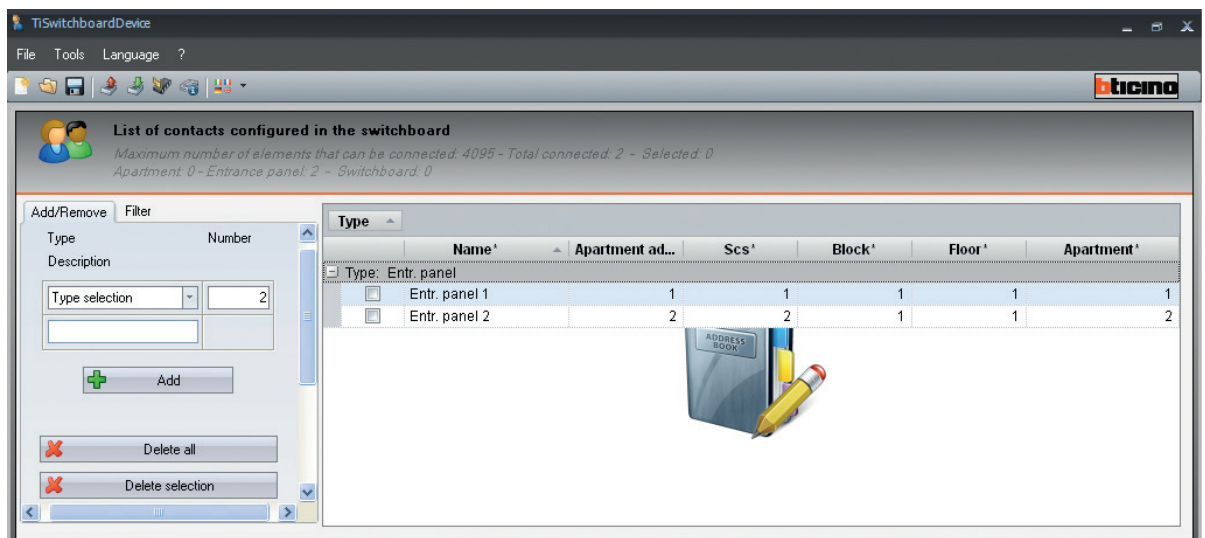 TiSwitchboardDevice
File Tools Language ?
bticino
List of contacts configured in the switchboard
Maximum number of elements that can be connected: 4095 - Total connected: 2 - Selected: 0
Apartment: 0 - Entrance panel: 2 - Switchboard: 0
Add/Remove Filter
Type Number
Description
Type selection 2
Add
Delete all
Delete selection
Type
Name* Apartment ad... Scs* Block* Floor* Apartment*
Type: Entr. panel
Entr. panel 1 1 1 1 1 1
Entr. panel 2 2 2 1 1 2
ADDRESS
BOOK